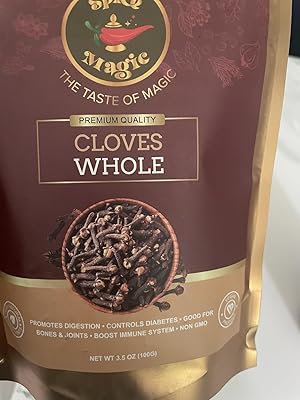 Spicy
Magic
THE TASTE OF MAGIC
PREMIUM QUALITY
CLOVES
WHOLE
PROMOTES DIGESTION • CONTROLS DIABETES • GOOD FOR
BONES & JOINTS • BOOST IMMUNE SYSTEM • NON GMO
NET WT 3.5 OZ (100G)